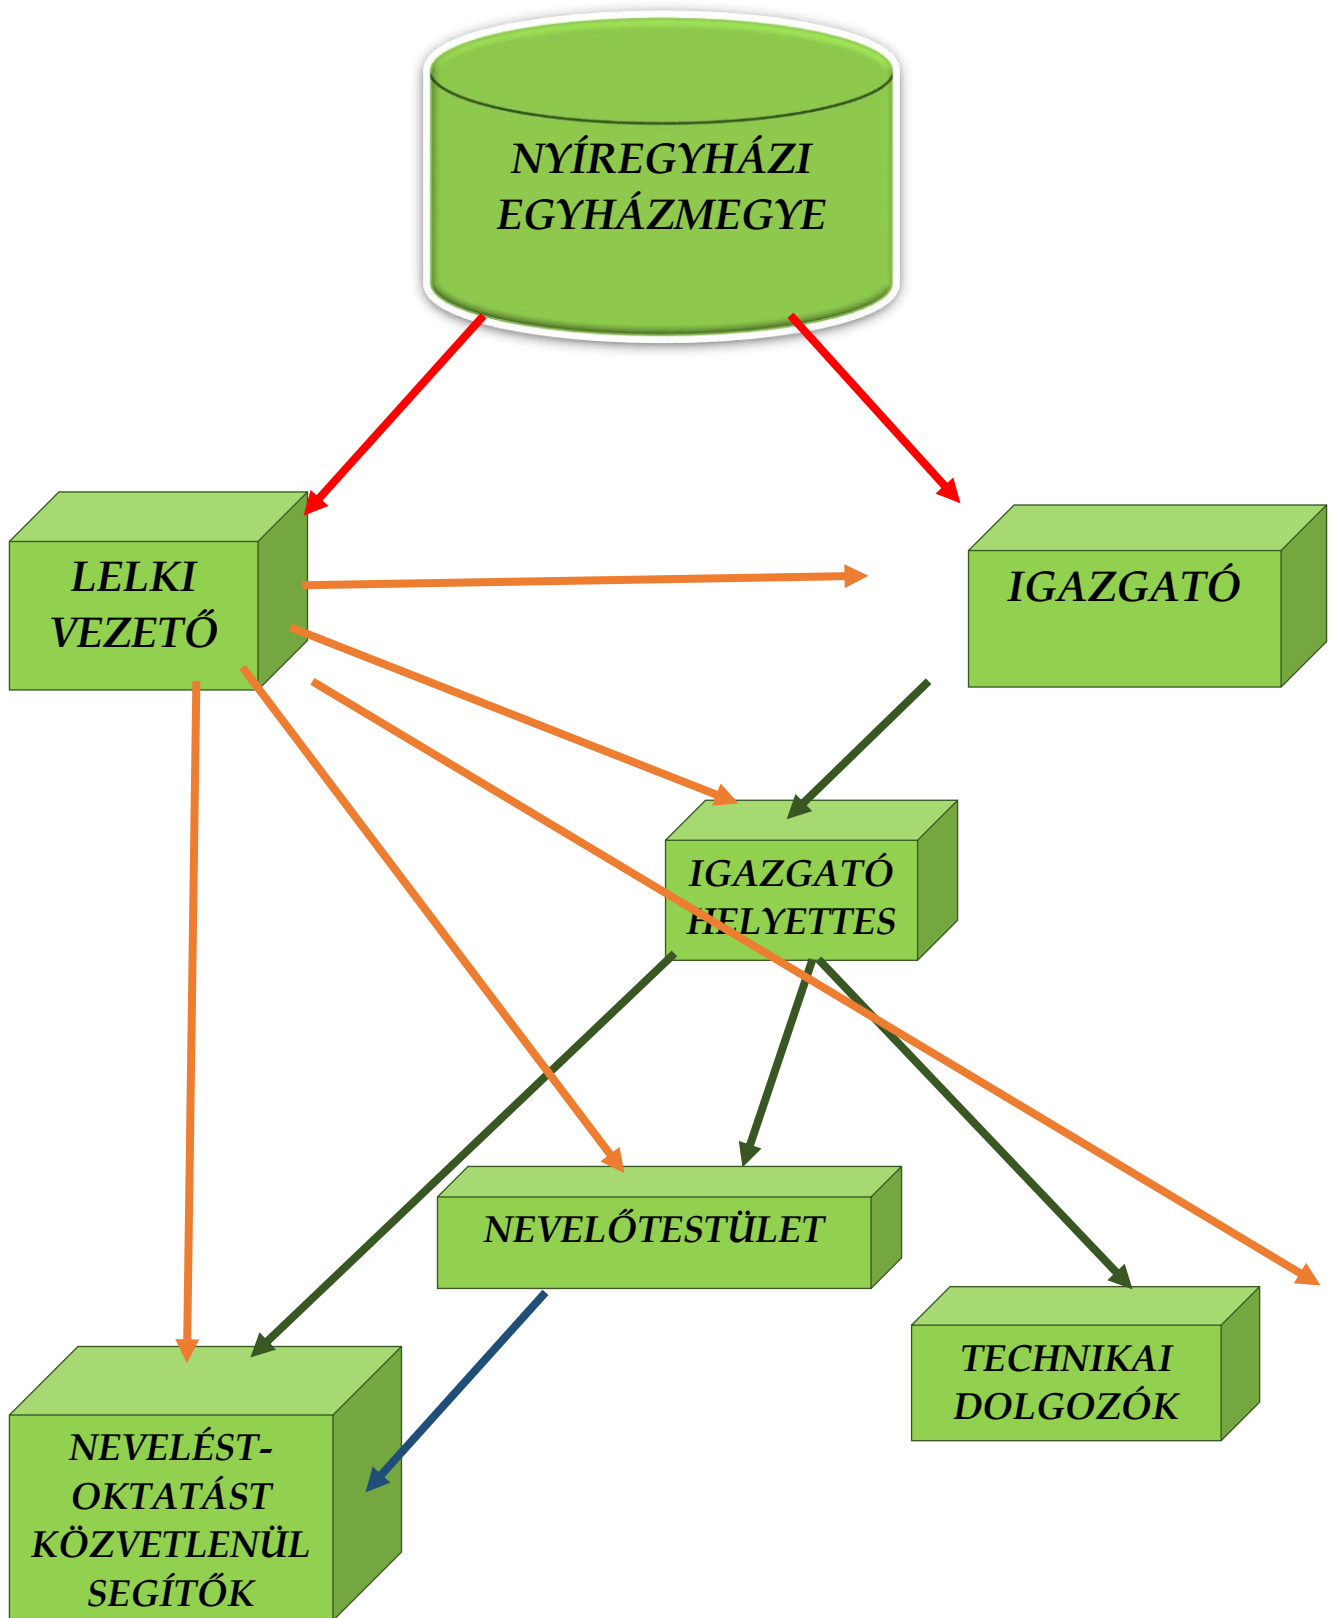 NYÍREGYHÁZI
EGYHÁZMEGYE
LELKI
VEZETŐ
IGAZGATÓ
IGAZGATÓ
HELYETTES
NEVELŐTESTÜLET
TECHNIKAI
DOLGOZÓK
NEVELÉST-
OKTATÁST
KÖZVETLENÜL
SEGÍTŐK